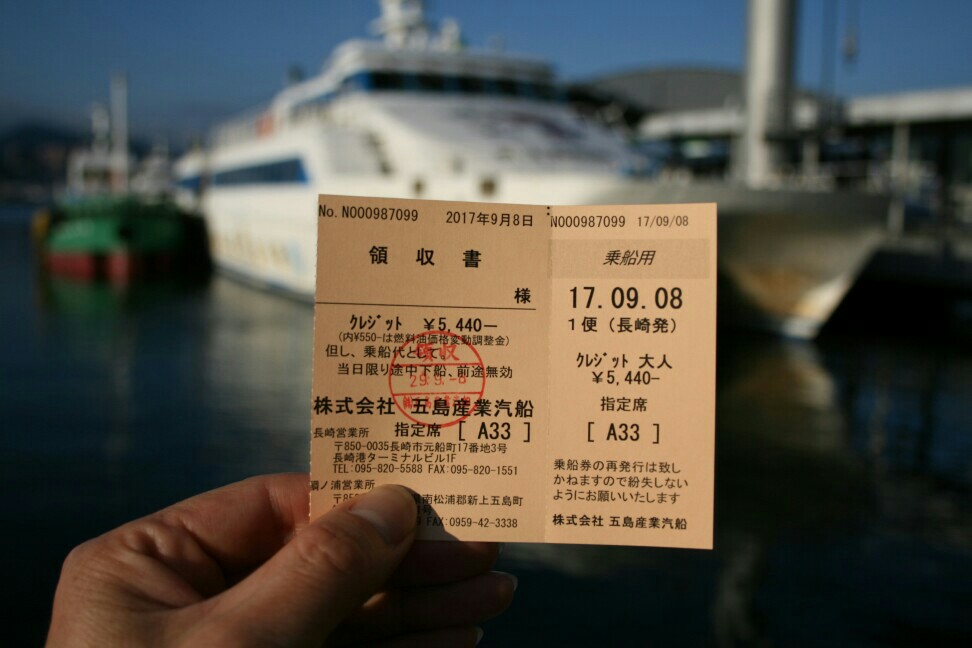 No. N000987099 2017年9月8日
領収書
様
ｸﾚｼﾞｯﾄ ￥5,440−
(内¥550-は燃料油価格変動調整金)
但し、乗船代として、
当日限り途中下船、前途無効
領収
29.9.-8
株式会社 五島産業汽船
長崎営業所 指定席 [ A33 ]
〒850-0035長崎市元船町17番地3号
長崎港ターミナルビル1F
TEL:095-820-5588 FAX:095-820-1551
ノ浦営業所
南松浦郡新上五島町
号
FAX:0959-42-3338
N000987099 17/09/08
乗船用
17.09.08
1便（長崎発）
ｸﾚｼﾞｯﾄ 大人
￥5,440−
指定席
[ A33 ]
乗船券の再発行は致し
かねますので紛失しない
ようにお願いいたします
株式会社 五島産業汽船